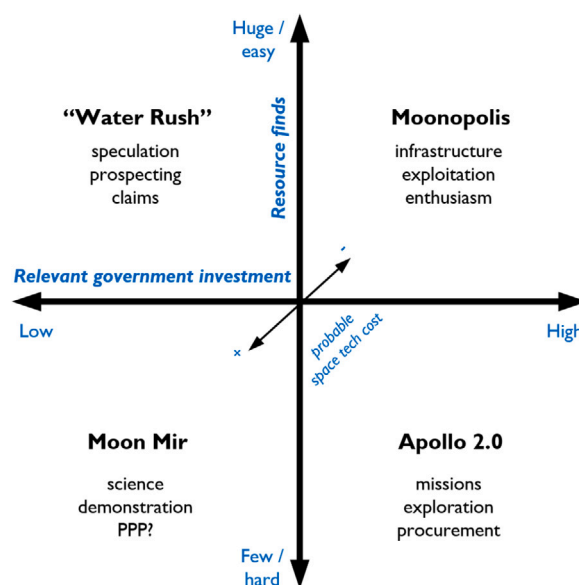 Huge /
easy
Resource finds
“Water Rush”
speculation
prospecting
claims
Moonopolis
infrastructure
exploitation
enthusiasm
Relevant government investment
-
+
Low
High
probable
space tech cost
Moon Mir
science
demonstration
PPP?
Apollo 2.0
missions
exploration
procurement
Few /
hard